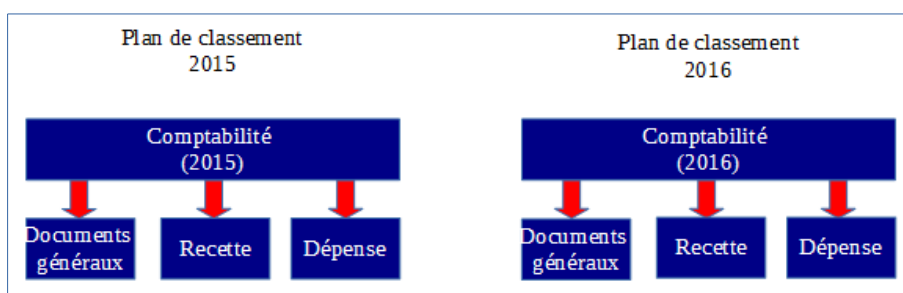 Plan de classement
2015
Comptabilité
(2015)
Documents
généraux
Recette
Dépense
Plan de classement
2016
Comptabilité
(2016)
Documents
généraux
Recette
Dépense